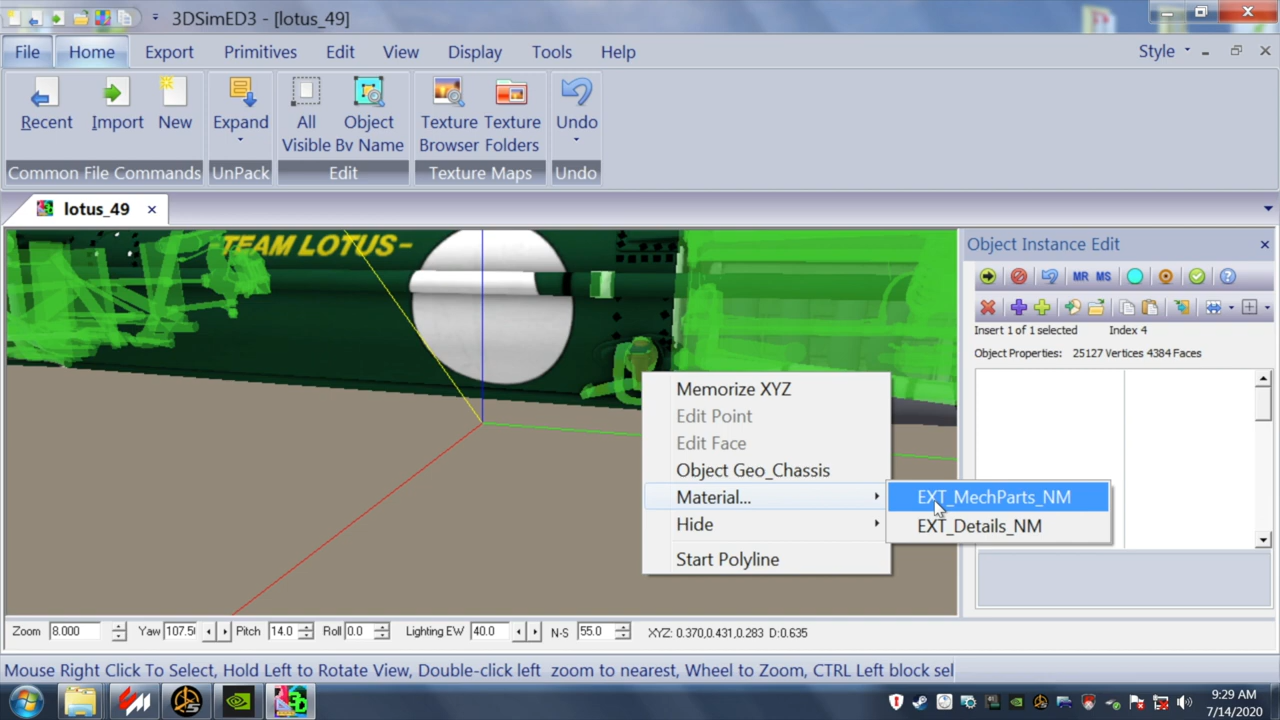 3DSimED3 - [lotus_49]
File Home Export Primitives Edit View Display Tools Help Style
Recent Import New Expand All Object Texture Texture Undo
Visible By Name Browser Folders
Common File Commands UnPack Edit Texture Maps Undo
lotus_49
-TEAM LOTUS-
Object Instance Edit
MR MS
Insert 1 of 1 selected Index 4
Object Properties: 25127 Vertices 4384 Faces
Memorize XYZ
Edit Point
Edit Face
Object Geo_Chassis
Material...
Hide
Start Polyline
EXT_MechParts_NM
EXT_Details_NM
Zoom 8.000 Yaw 107.50 Pitch 14.0 Roll 0.0 Lighting EW 40.0 N-S 55.0 XYZ: 0.370,0.431,0.283 D:0.635
Mouse Right Click To Select, Hold Left to Rotate View, Double-click left zoom to nearest, Wheel to Zoom, CTRL Left block sel
9:29 AM
7/14/2020